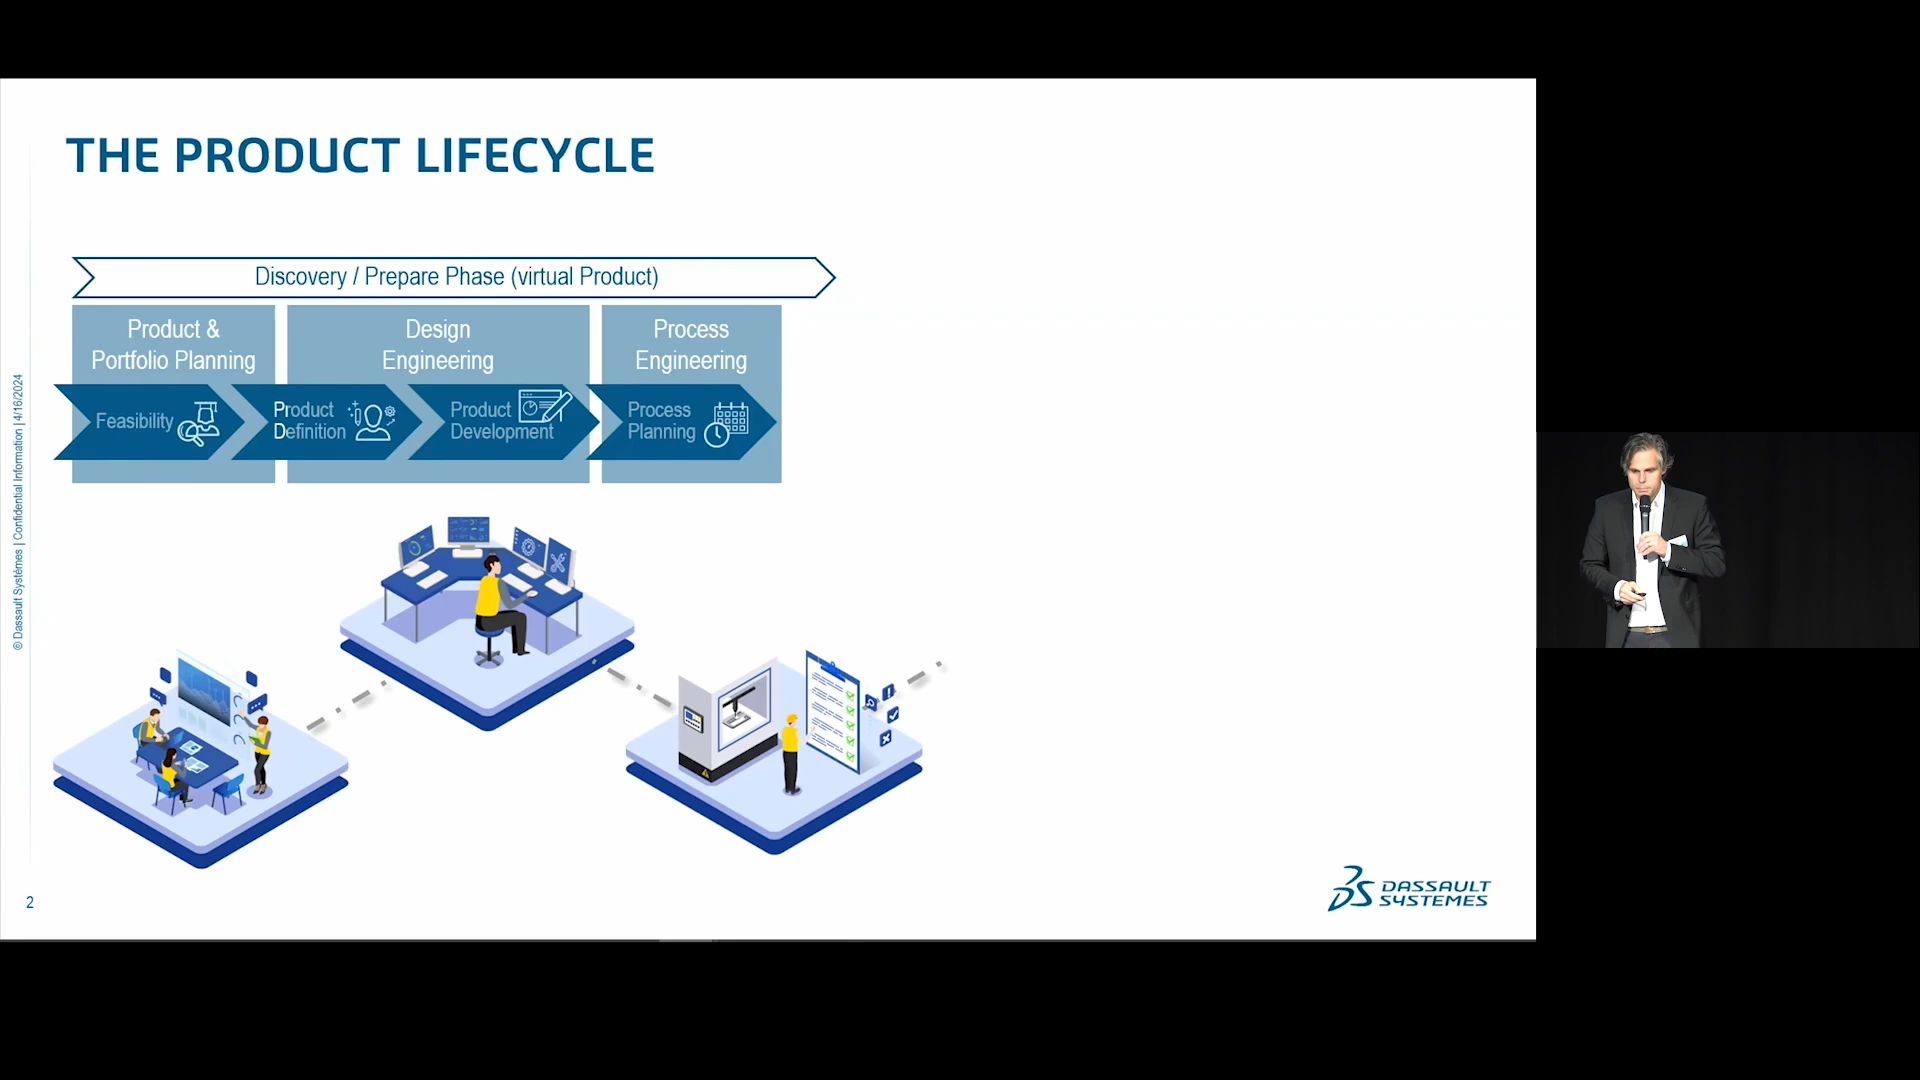 THE PRODUCT LIFECYCLE
Discovery / Prepare Phase (virtual Product)
Product &
Portfolio Planning
Design
Engineering
Process
Engineering
Feasibility
Product
Definition
Product
Development
Process
Planning
© Dassault Systèmes | Confidential Information | 4/16/2024
2
DASSAULT
SYSTEMES